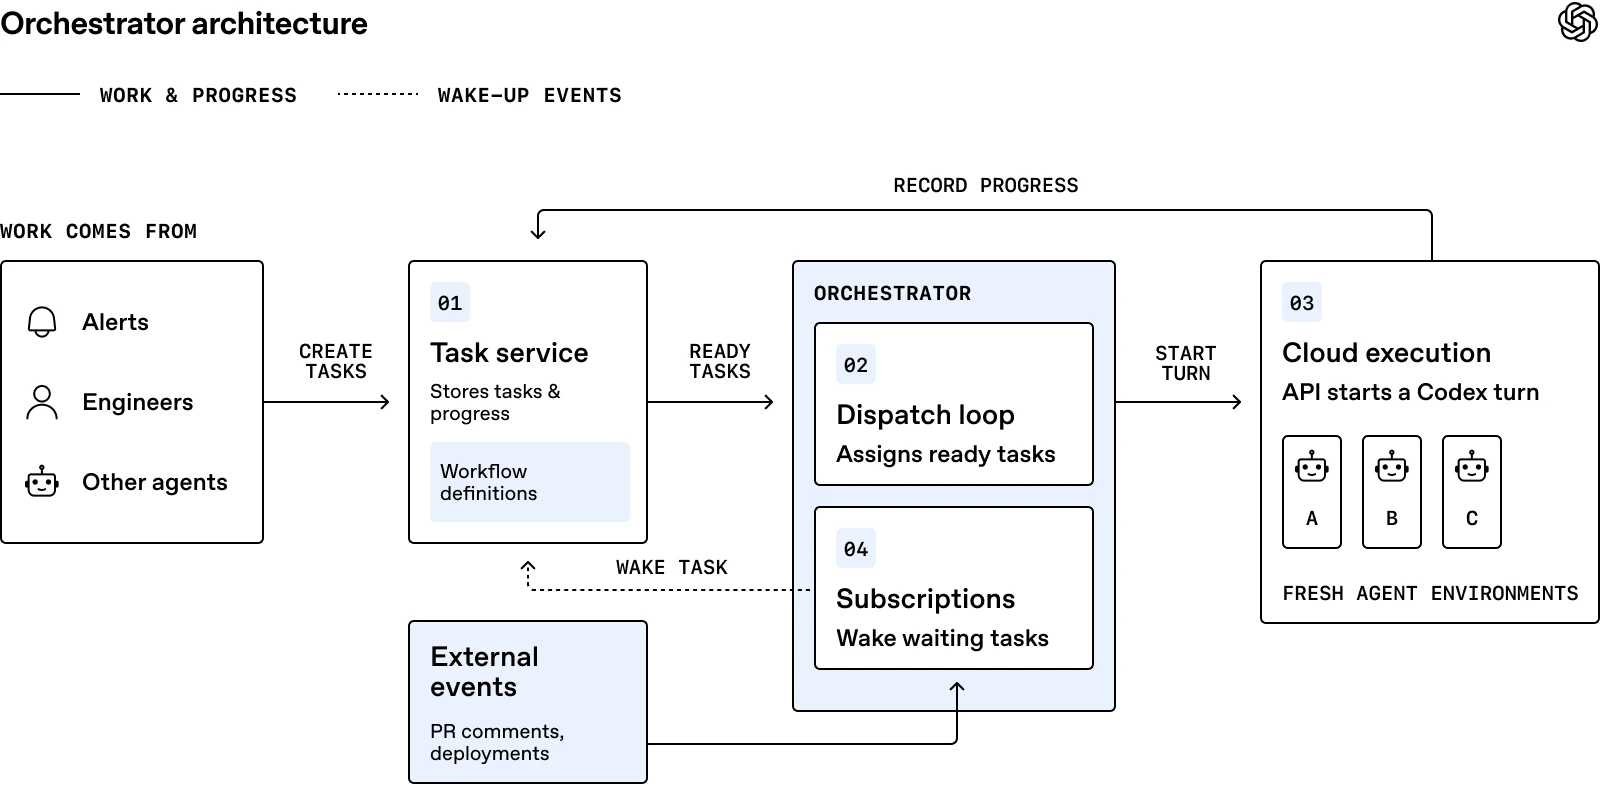 Orchestrator architecture
WORK & PROGRESS
WAKE-UP EVENTS
RECORD PROGRESS
WORK COMES FROM
Alerts
Engineers
Other agents
CREATE
TASKS
01
Task service
Stores tasks &
progress
Workflow
definitions
READY
TASKS
ORCHESTRATOR
02
Dispatch loop
Assigns ready tasks
04
Subscriptions
Wake waiting tasks
START
TURN
03
Cloud execution
API starts a Codex turn
A
B
C
FRESH AGENT ENVIRONMENTS
WAKE TASK
External
events
PR comments,
deployments